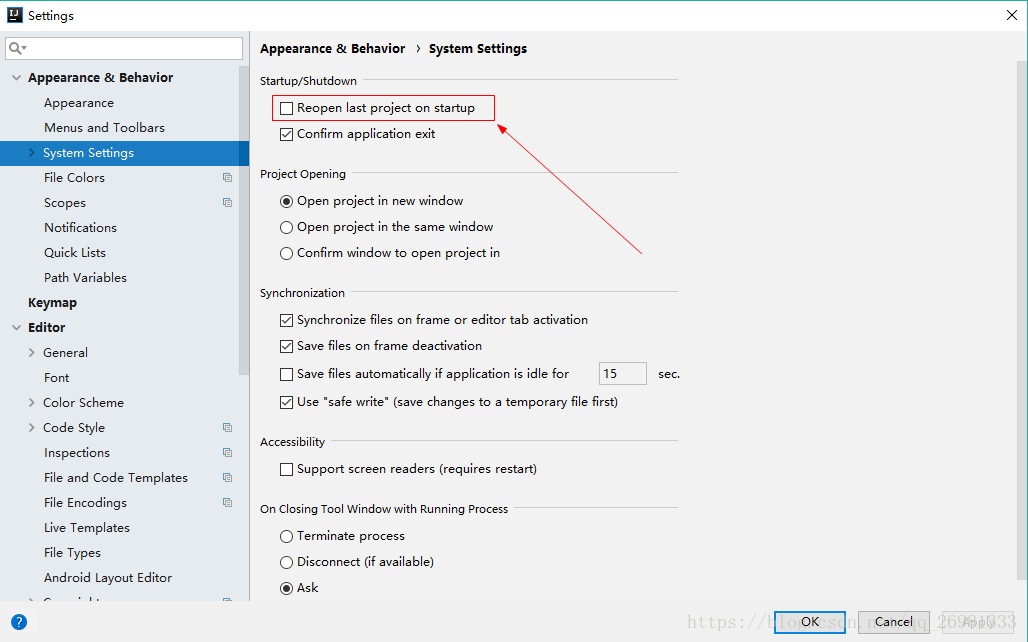 IJ Settings
Appearance & Behavior
Appearance
Menus and Toolbars
System Settings
File Colors
Scopes
Notifications
Quick Lists
Path Variables
Keymap
Editor
General
Font
Color Scheme
Code Style
Inspections
File and Code Templates
File Encodings
Live Templates
File Types
Android Layout Editor
Appearance & Behavior › System Settings
Startup/Shutdown
Reopen last project on startup
Confirm application exit
Project Opening
Open project in new window
Open project in the same window
Confirm window to open project in
Synchronization
Synchronize files on frame or editor tab activation
Save files on frame deactivation
Save files automatically if application is idle for 15 sec.
Use "safe write" (save changes to a temporary file first)
Accessibility
Support screen readers (requires restart)
On Closing Tool Window with Running Process
Terminate process
Disconnect (if available)
Ask
?
OK Cancel Apply